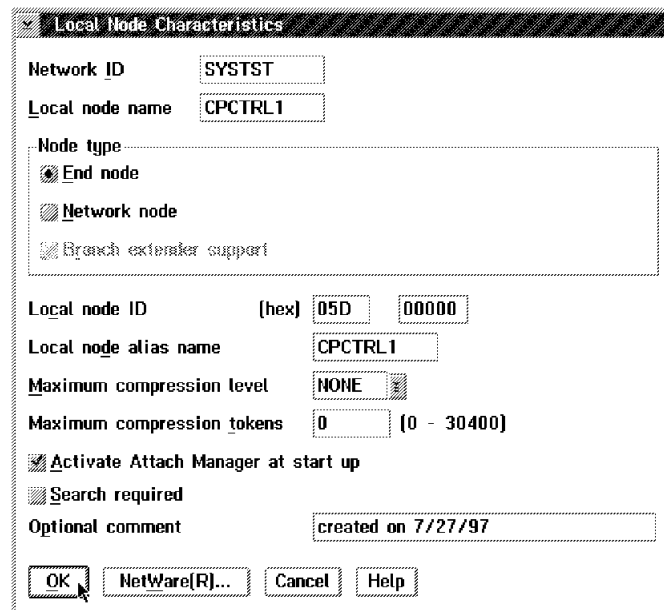 Local Node Characteristics
Network ID SYSTST
Local node name CPCTRL1
Node type
End node
Network node
Branch extender support
Local node ID (hex) 05D 00000
Local node alias name CPCTRL1
Maximum compression level NONE
Maximum compression tokens 0 (0 - 30400)
Activate Attach Manager at start up
Search required
Optional comment created on 7/27/97
OK NetWare(R)... Cancel Help